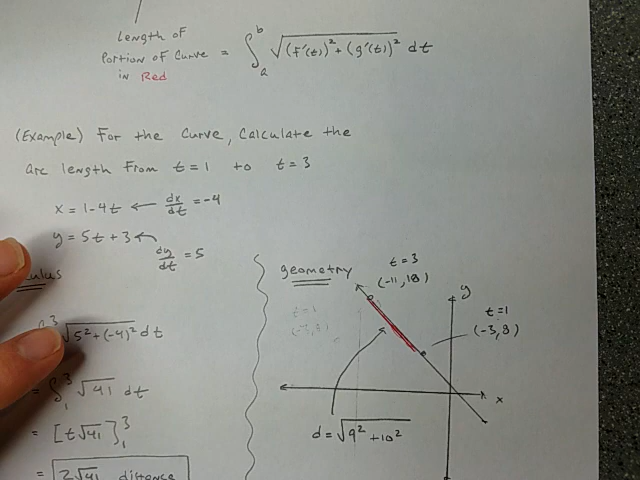 Length of
Portion of Curve = ∫ₐᵇ √(f'(t))² + (g'(t))² dt
in Red
(Example) For the Curve, Calculate the
arc length from t=1 to t=3
x = 1-4t ← dx/dt = -4
y = 5t+3 ← dy/dt = 5
geometry
t=3
(-11, 18)
y
t=1
(-3, 8)
x
d = √9² + 10²
√5² + (-4)² dt
= ∫₁³ √41 dt
= [t√41]₁³
= 2√41 distance